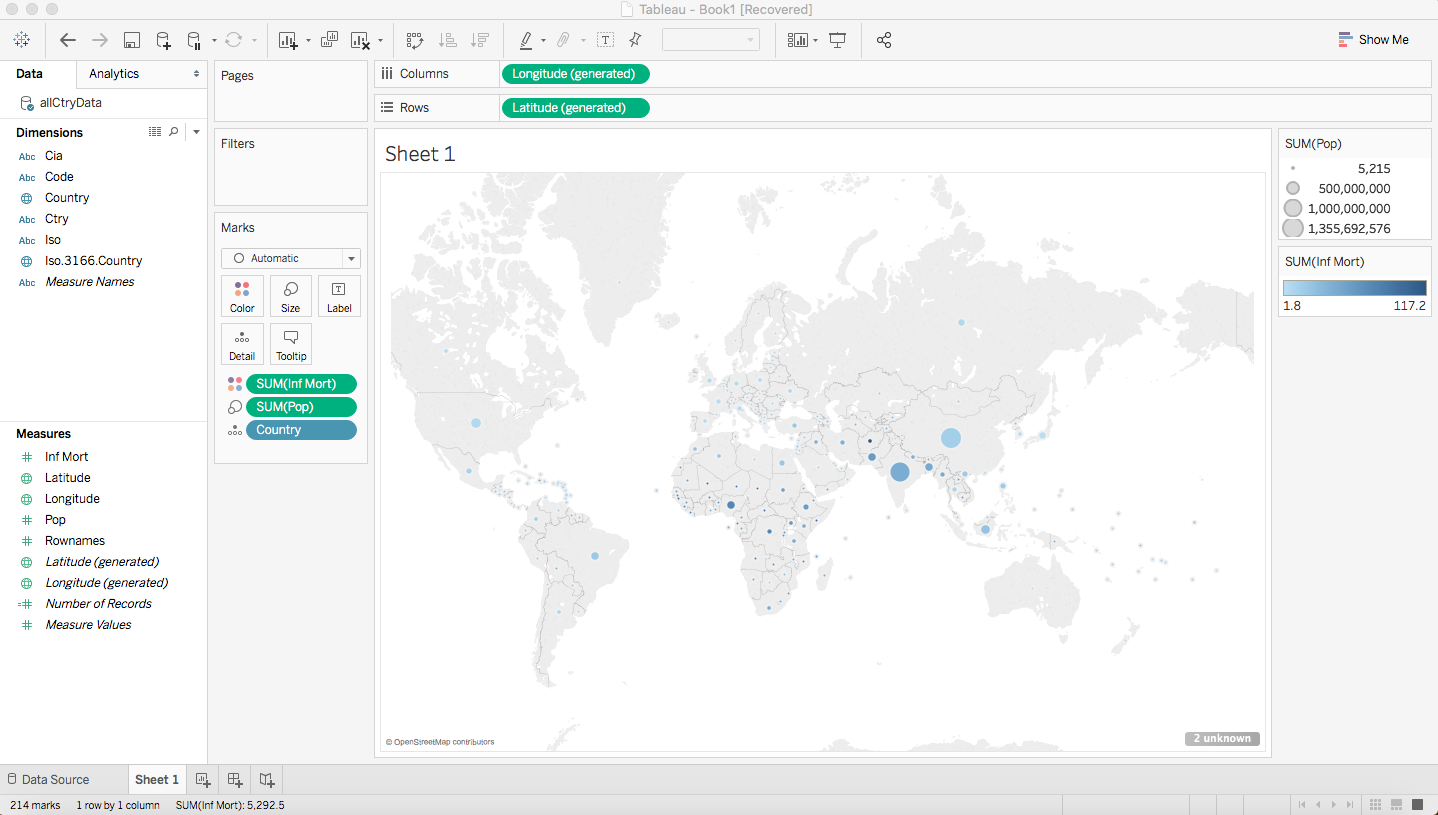 Tableau - Book1 [Recovered]
Show Me
Data
Analytics
allCtryData
Dimensions
Abc Cia
Abc Code
Country
Abc Ctry
Abc Iso
Iso.3166.Country
Abc Measure Names
Measures
Inf Mort
Latitude
Longitude
Pop
Rownames
Latitude (generated)
Longitude (generated)
Number of Records
Measure Values
Pages
Filters
Marks
Automatic
Color
Size
Label
Detail
Tooltip
SUM(Inf Mort)
SUM(Pop)
Country
Columns
Longitude (generated)
Rows
Latitude (generated)
Sheet 1
© OpenStreetMap contributors
2 unknown
SUM(Pop)
5,215
500,000,000
1,000,000,000
1,355,692,576
SUM(Inf Mort)
1.8 117.2
Data Source
Sheet 1
214 marks 1 row by 1 column SUM(Inf Mort): 5,292.5